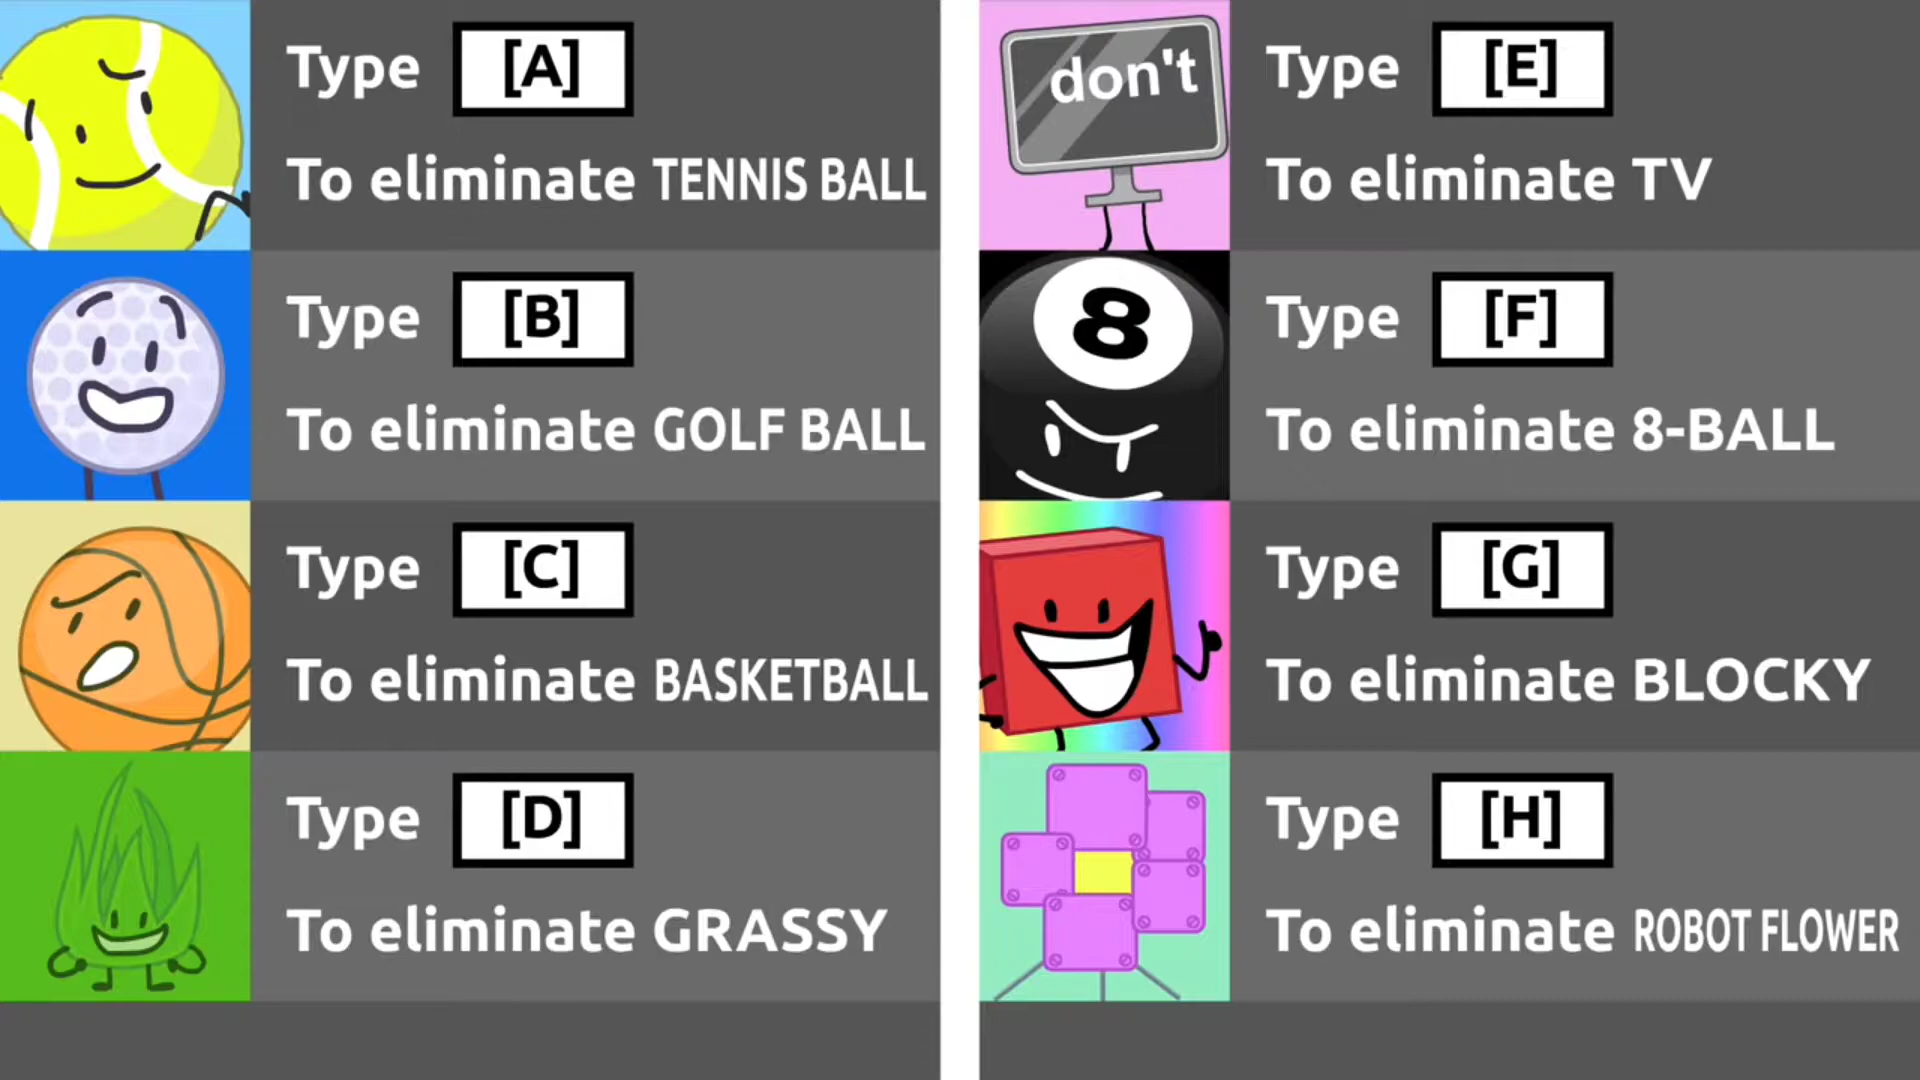 Type [A]
To eliminate TENNIS BALL
Type [B]
To eliminate GOLF BALL
Type [C]
To eliminate BASKETBALL
Type [D]
To eliminate GRASSY
don't
Type [E]
To eliminate TV
8
Type [F]
To eliminate 8-BALL
Type [G]
To eliminate BLOCKY
Type [H]
To eliminate ROBOT FLOWER